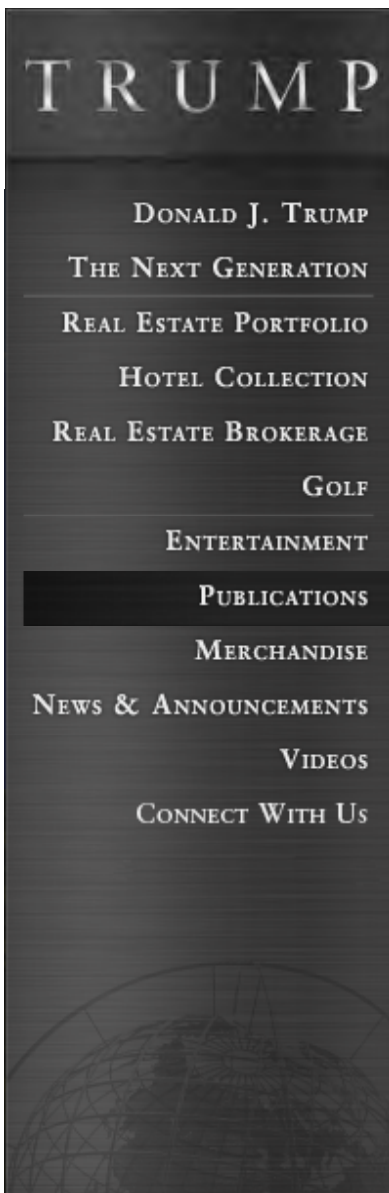 TRUMP
DONALD J. TRUMP
THE NEXT GENERATION
REAL ESTATE PORTFOLIO
HOTEL COLLECTION
REAL ESTATE BROKERAGE
GOLF
ENTERTAINMENT
PUBLICATIONS
MERCHANDISE
NEWS & ANNOUNCEMENTS
VIDEOS
CONNECT WITH US